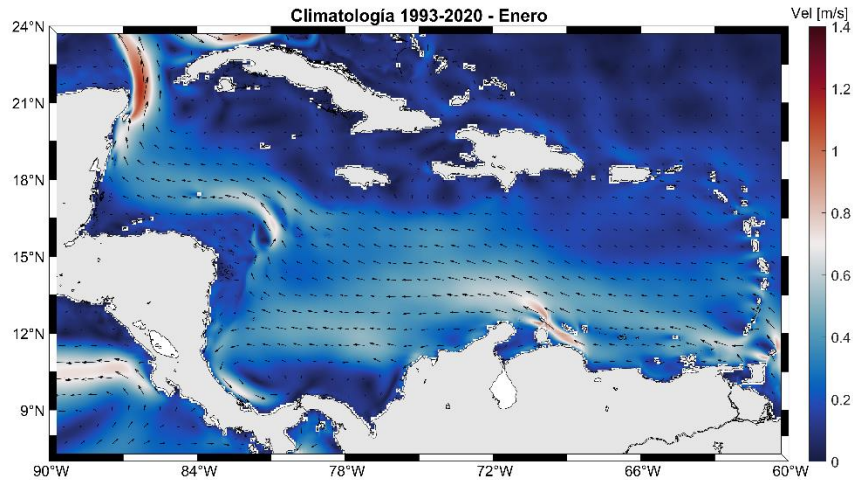 Climatología 1993-2020 - Enero
Vel [m/s]
24°N
21°N
18°N
15°N
12°N
9°N
90°W
84°W
78°W
72°W
66°W
60°W
1.4
1.2
1
0.8
0.6
0.4
0.2
0